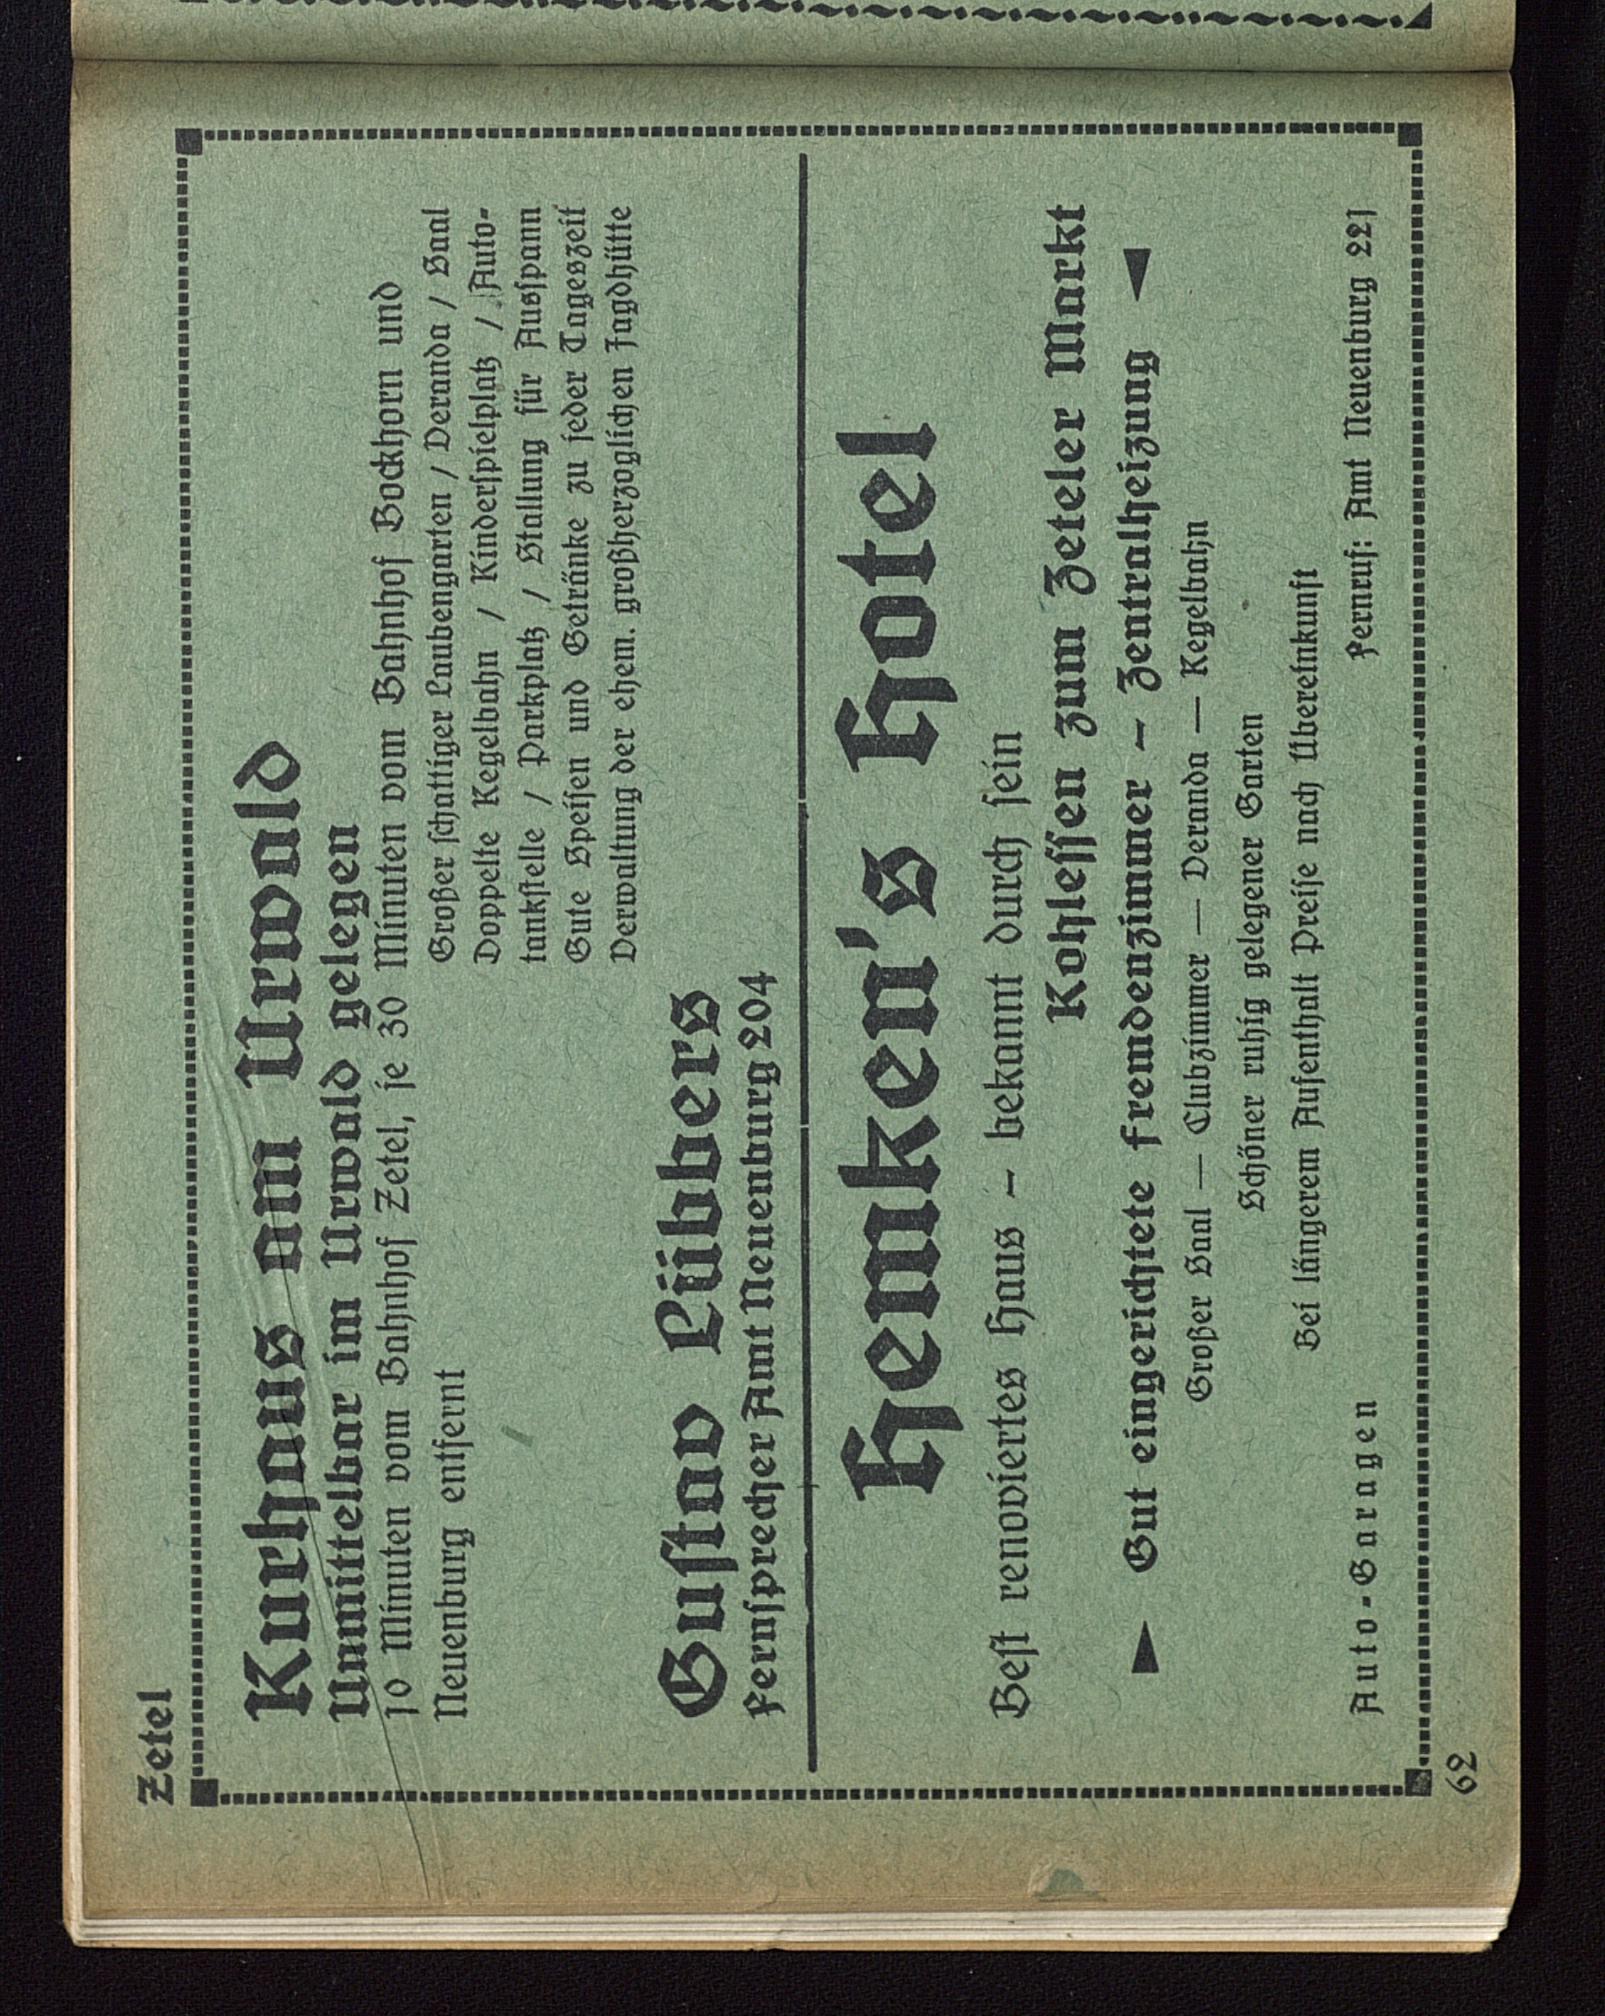 Zetel
Kurhaus am Urwald
Unmittelbar im Urwald gelegen
10 Minuten vom Bahnhof Zetel, je 30 Minuten vom Bahnhof Bockhorn und
Neuenburg entfernt
Großer schattiger Laubengarten / Veranda / Saal
Doppelte Kegelbahn / Kinderspielplatz / Auto-
tankstelle / Parkplatz / Stallung für Ausspann
Gute Speisen und Getränke zu jeder Tageszeit
Verwaltung der ehem. großherzoglichen Jagdhütte
Gustav Lübbers
Fernsprecher Amt Neuenburg 204
Hemken's Hotel
Best renoviertes Haus – bekannt durch sein
Kohlessen zum Zeteler Markt
Gut eingerichtete Fremdenzimmer – Zentralheizung
Großer Saal — Clubzimmer — Veranda — Kegelbahn
Schöner ruhig gelegener Garten
Bei längerem Aufenthalt Preise nach Übereinkunft
Auto-Garagen Fernruf: Amt Neuenburg 221
62